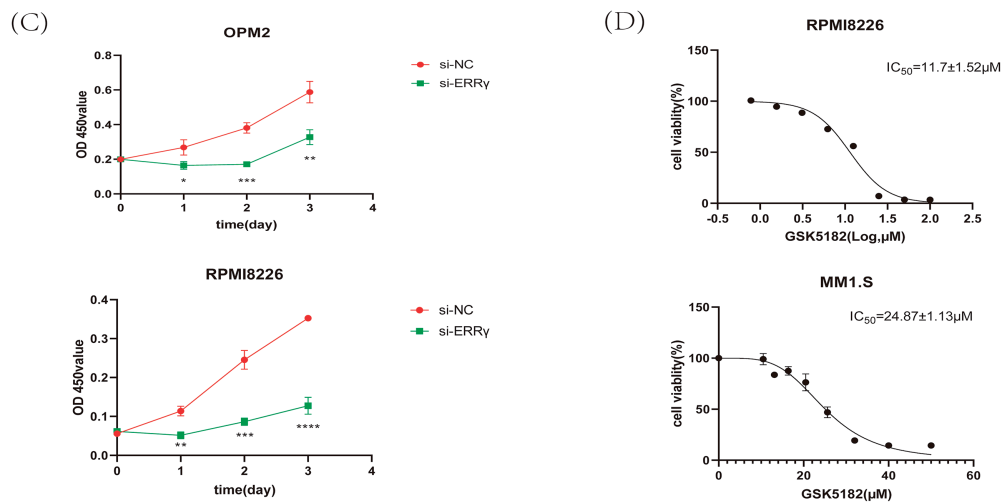 (C)
OPM2
OD 450value
0.8
0.6
0.4
0.2
0.0
0 1 2 3 4
time(day)
* *** **
si-NC
si-ERRγ
RPMI8226
OD 450value
0.4
0.3
0.2
0.1
0.0
0 1 2 3 4
time(day)
** *** ****
si-NC
si-ERRγ
(D)
RPMI8226
IC50=11.7±1.52μM
cell viablity(%)
150
100
50
0
-0.5 0.0 0.5 1.0 1.5 2.0 2.5
GSK5182(Log,μM)
MM1.S
IC50=24.87±1.13μM
cell viablity(%)
150
100
50
0
0 20 40 60
GSK5182(μM)